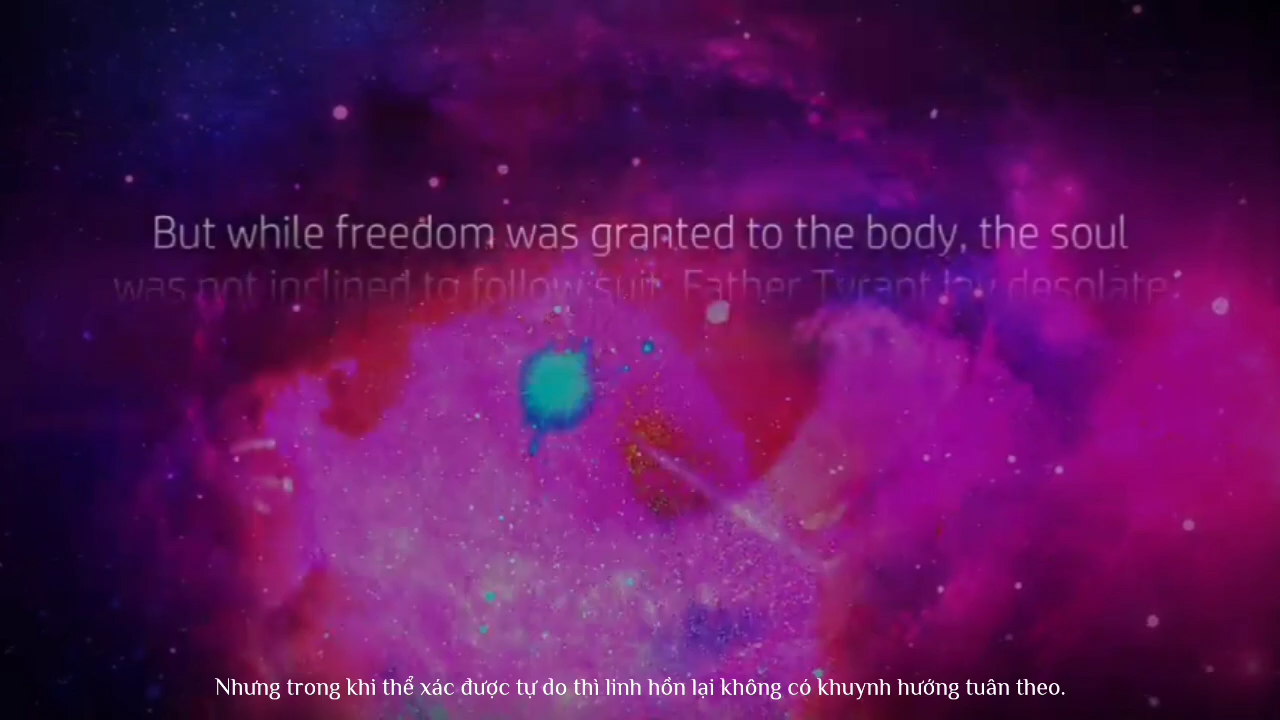 But while freedom was granted to the body, the soul
was not inclined to follow suit. Father Tyrant lay desolate
Nhưng trong khi thể xác được tự do thì linh hồn lại không có khuynh hướng tuân theo.